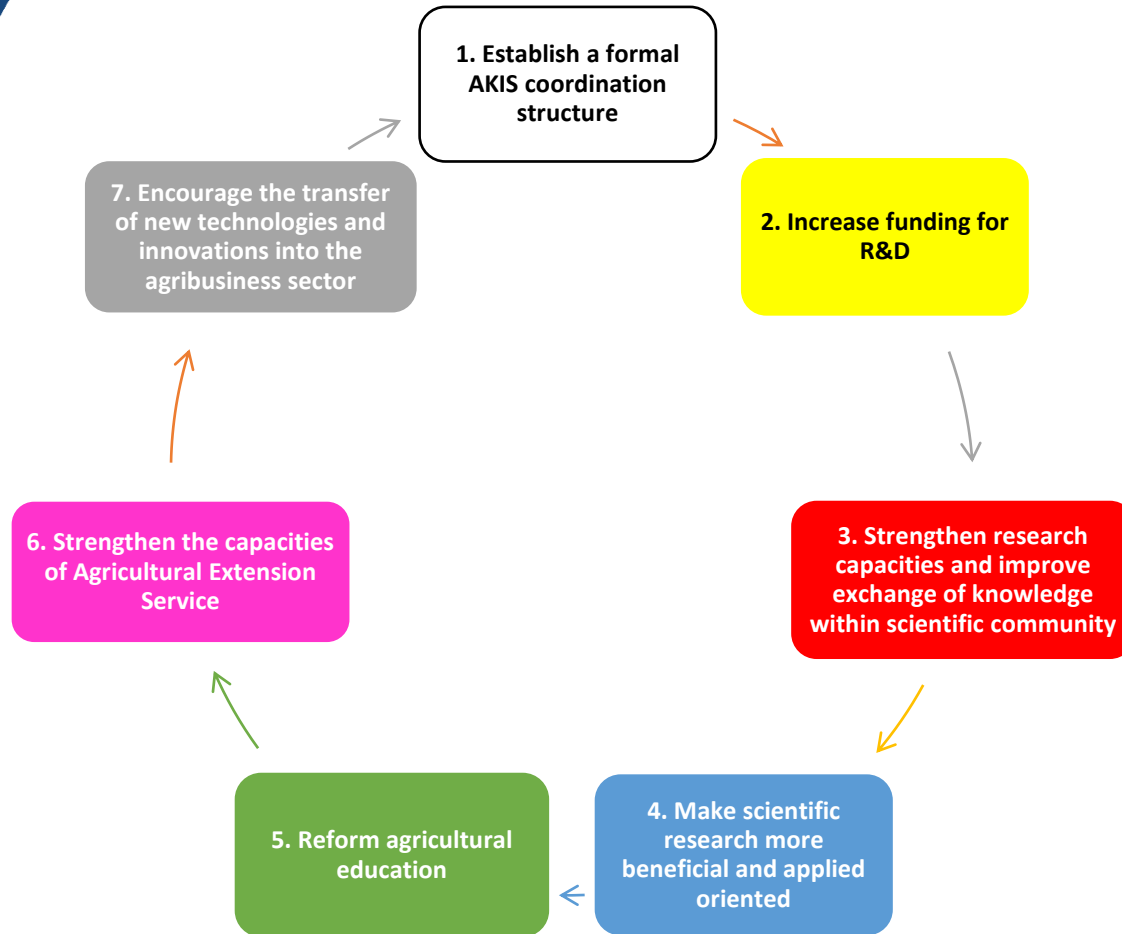 1. Establish a formal
AKIS coordination
structure
2. Increase funding for
R&D
3. Strengthen research
capacities and improve
exchange of knowledge
within scientific community
4. Make scientific
research more
beneficial and applied
oriented
5. Reform agricultural
education
6. Strengthen the capacities
of Agricultural Extension
Service
7. Encourage the transfer
of new technologies and
innovations into the
agribusiness sector